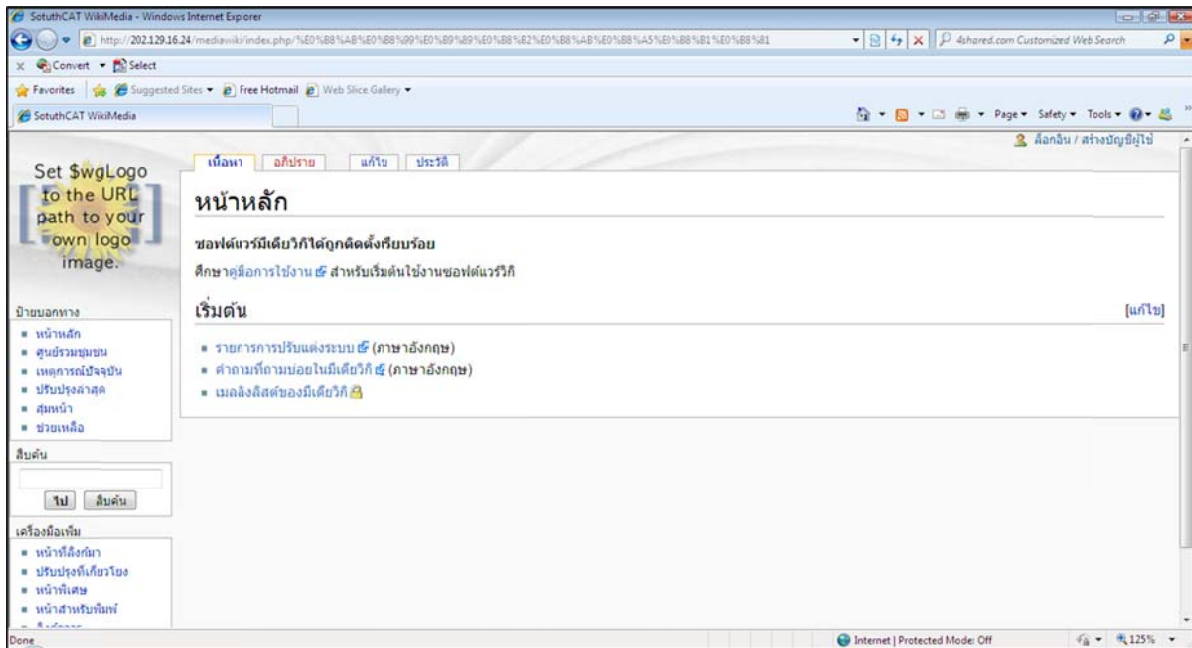 SotuthCAT WikiMedia - Windows Internet Exporer
http://202.129.16.24/mediawiki/index.php/%E0%B8%AB%E0%B8%99%E0%B9%89%E0%B8%B2%E0%B8%AB%E0%B8%A5%E0%B8%B1%E0%B8%81
4shared.com Customized Web Search
x Convert Select
Favorites Suggested Sites Free Hotmail Web Slice Gallery
SotuthCAT WikiMedia Page Safety Tools
ล็อกอิน / สร้างบัญชีผู้ใช้
เนื้อหา อภิปราย แก้ไข ประวัติ
Set $wgLogo
to the URL
path to your
own logo
image.
หน้าหลัก
ซอฟต์แวร์มีเดียวิกิได้ถูกติดตั้งเรียบร้อย
ศึกษาคู่มือการใช้งาน สำหรับเริ่มต้นใช้งานซอฟต์แวร์วิกิ
เริ่มต้น [แก้ไข]
รายการการปรับแต่งระบบ (ภาษาอังกฤษ)
คำถามที่ถามบ่อยในมีเดียวิกิ (ภาษาอังกฤษ)
เมลลิงลิสต์ของมีเดียวิกิ
ป้ายบอกทาง
หน้าหลัก
ศูนย์รวมชุมชน
เหตุการณ์ปัจจุบัน
ปรับปรุงล่าสุด
สุ่มหน้า
ช่วยเหลือ
สืบค้น
ไป สืบค้น
เครื่องมือเพิ่ม
หน้าที่ลิงก์มา
ปรับปรุงที่เกี่ยวโยง
หน้าพิเศษ
หน้าสำหรับพิมพ์
Done Internet | Protected Mode: Off 125%